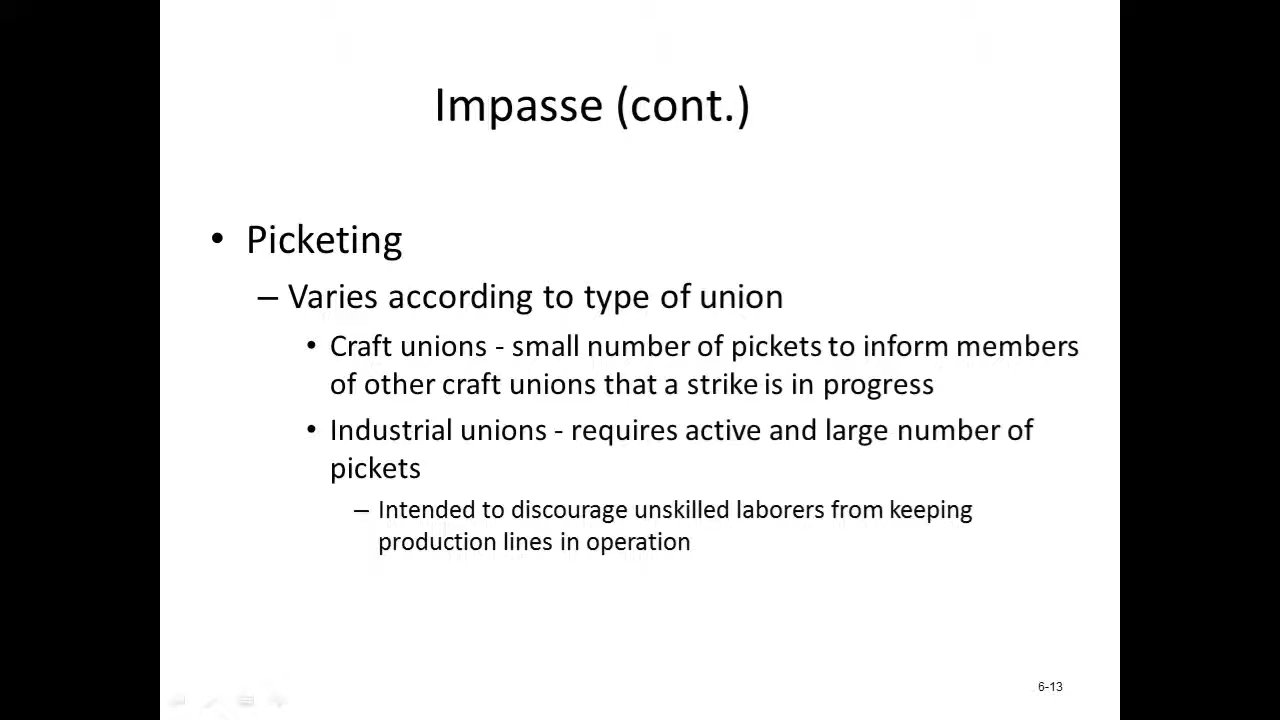 Impasse (cont.)
• Picketing
– Varies according to type of union
• Craft unions - small number of pickets to inform members
of other craft unions that a strike is in progress
• Industrial unions - requires active and large number of
pickets
– Intended to discourage unskilled laborers from keeping
production lines in operation
6-13